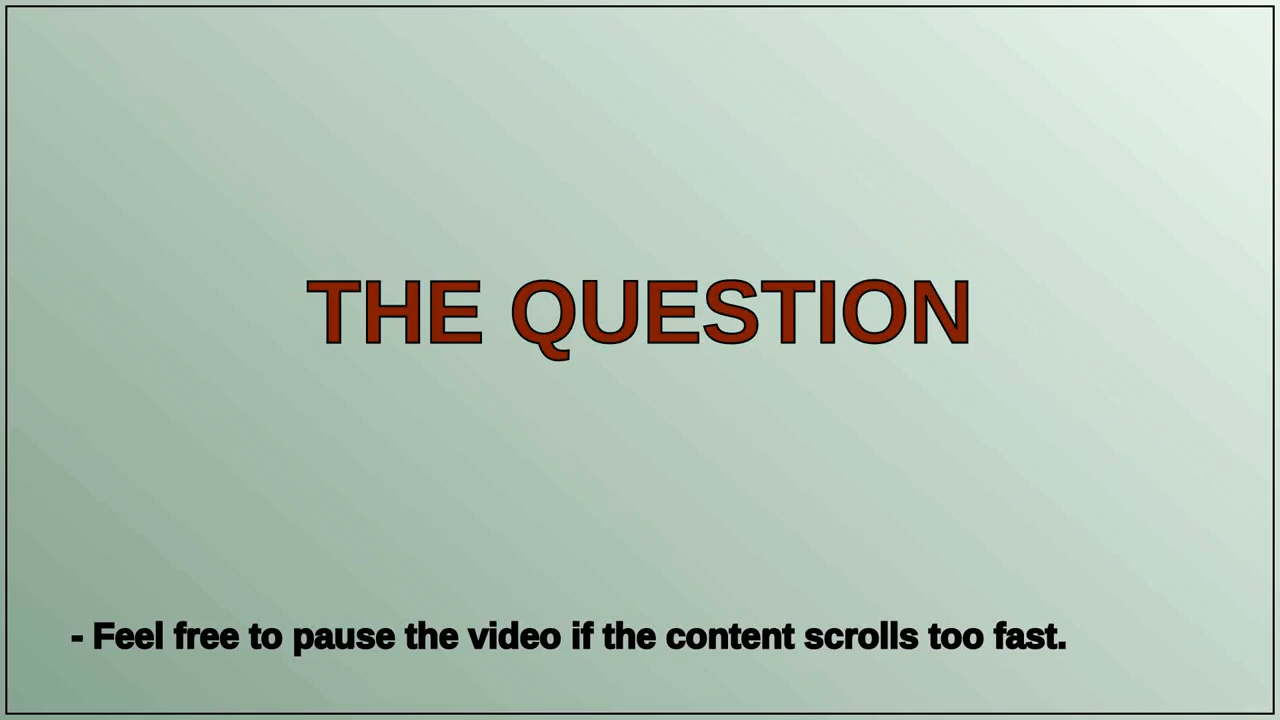 THE QUESTION
- Feel free to pause the video if the content scrolls too fast.